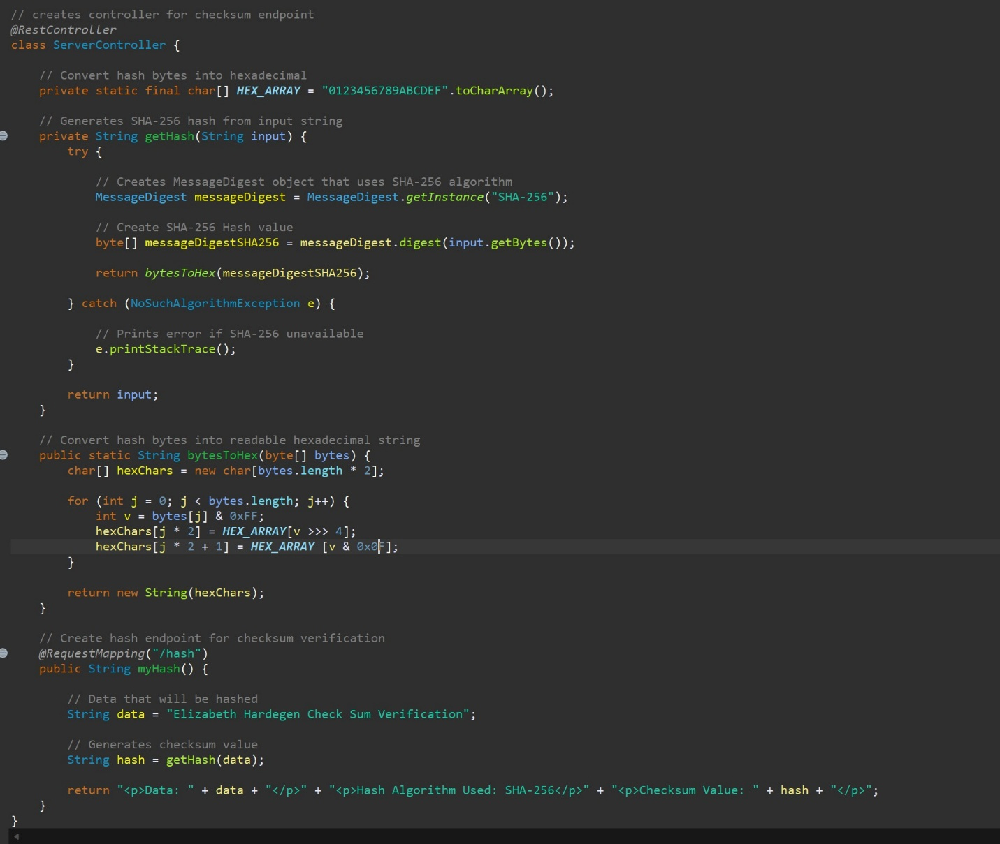 // creates controller for checksum endpoint
@RestController
class ServerController {
// Convert hash bytes into hexadecimal
private static final char[] HEX_ARRAY = "0123456789ABCDEF".toCharArray();
// Generates SHA-256 hash from input string
private String getHash(String input) {
try {
// Creates MessageDigest object that uses SHA-256 algorithm
MessageDigest messageDigest = MessageDigest.getInstance("SHA-256");
// Create SHA-256 Hash value
byte[] messageDigestSHA256 = messageDigest.digest(input.getBytes());
return bytesToHex(messageDigestSHA256);
} catch (NoSuchAlgorithmException e) {
// Prints error if SHA-256 unavailable
e.printStackTrace();
}
return input;
}
// Convert hash bytes into readable hexadecimal string
public static String bytesToHex(byte[] bytes) {
char[] hexChars = new char[bytes.length * 2];
for (int j = 0; j < bytes.length; j++) {
int v = bytes[j] & 0xFF;
hexChars[j * 2] = HEX_ARRAY[v >>> 4];
hexChars[j * 2 + 1] = HEX_ARRAY [v & 0x0F];
}
return new String(hexChars);
}
// Create hash endpoint for checksum verification
@RequestMapping("/hash")
public String myHash() {
// Data that will be hashed
String data = "Elizabeth Hardegen Check Sum Verification";
// Generates checksum value
String hash = getHash(data);
return "<p>Data: " + data + "</p>" + "<p>Hash Algorithm Used: SHA-256</p>" + "<p>Checksum Value: " + hash + "</p>";
}
}